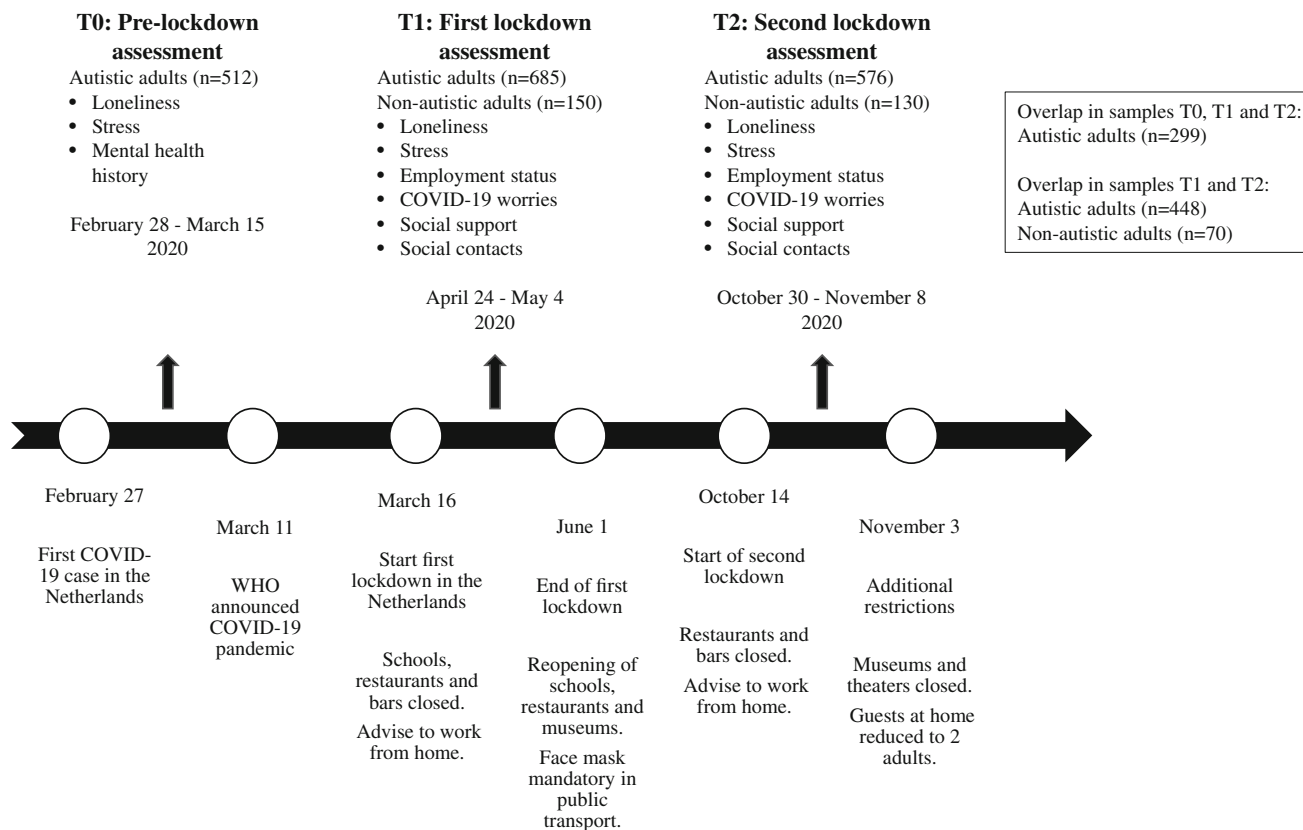 T0: Pre-lockdown
assessment
Autistic adults (n=512)
• Loneliness
• Stress
• Mental health
history
February 28 - March 15
2020
T1: First lockdown
assessment
Autistic adults (n=685)
Non-autistic adults (n=150)
• Loneliness
• Stress
• Employment status
• COVID-19 worries
• Social support
• Social contacts
April 24 - May 4
2020
T2: Second lockdown
assessment
Autistic adults (n=576)
Non-autistic adults (n=130)
• Loneliness
• Stress
• Employment status
• COVID-19 worries
• Social support
• Social contacts
October 30 - November 8
2020
Overlap in samples T0, T1 and T2:
Autistic adults (n=299)
Overlap in samples T1 and T2:
Autistic adults (n=448)
Non-autistic adults (n=70)
February 27
First COVID-
19 case in the
Netherlands
March 11
WHO
announced
COVID-19
pandemic
March 16
Start first
lockdown in the
Netherlands
Schools,
restaurants and
bars closed.
Advise to work
from home.
June 1
End of first
lockdown
Reopening of
schools,
restaurants and
museums.
Face mask
mandatory in
public
transport.
October 14
Start of second
lockdown
Restaurants and
bars closed.
Advise to work
from home.
November 3
Additional
restrictions
Museums and
theaters closed.
Guests at home
reduced to 2
adults.